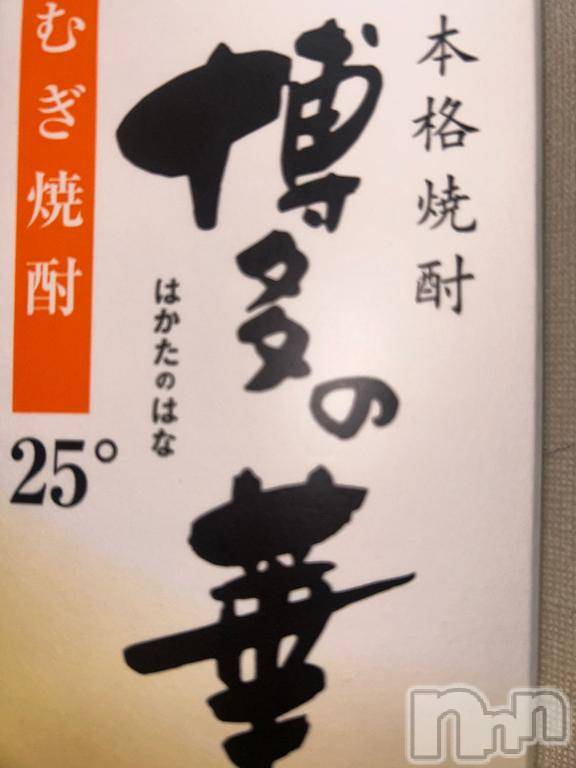 本格焼酎
博多の華
はかたのはな
むぎ焼酎
25°
nnn